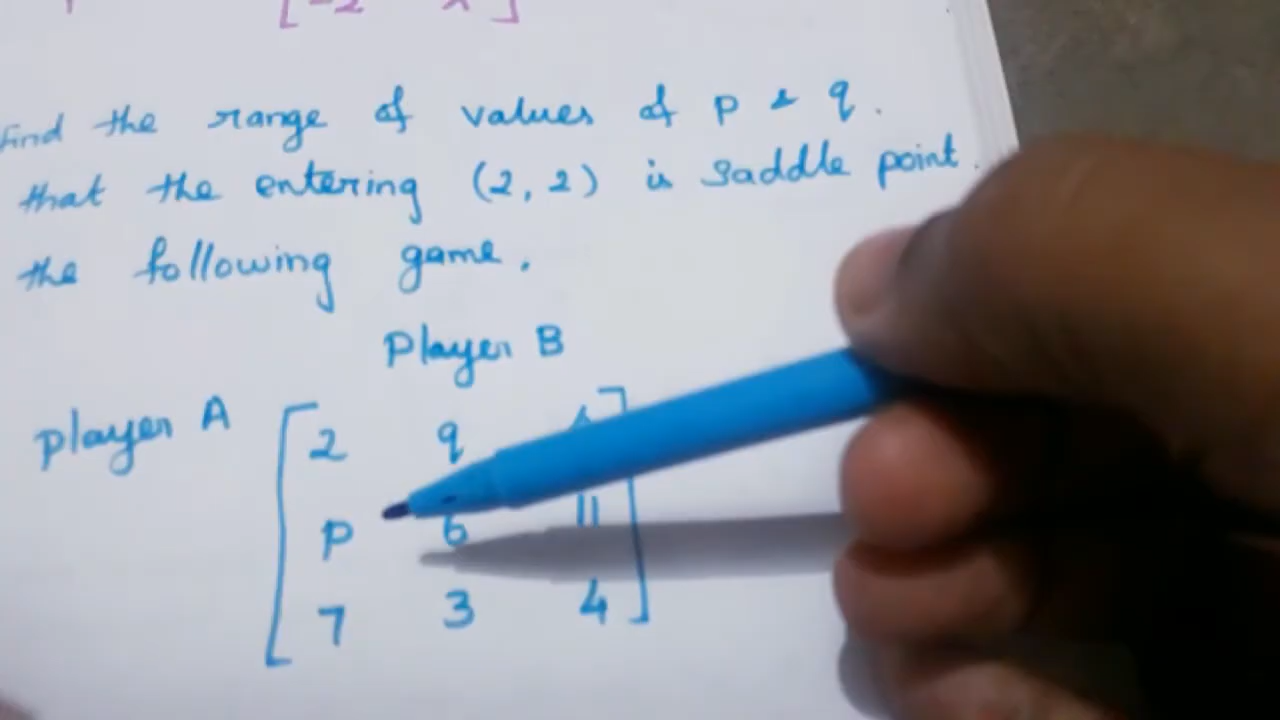 [-2
Find the range of values of P & q.
that the entering (2,2) is saddle point
the following game.
Player B
Player A
2 q
P 6 11
7 3 4